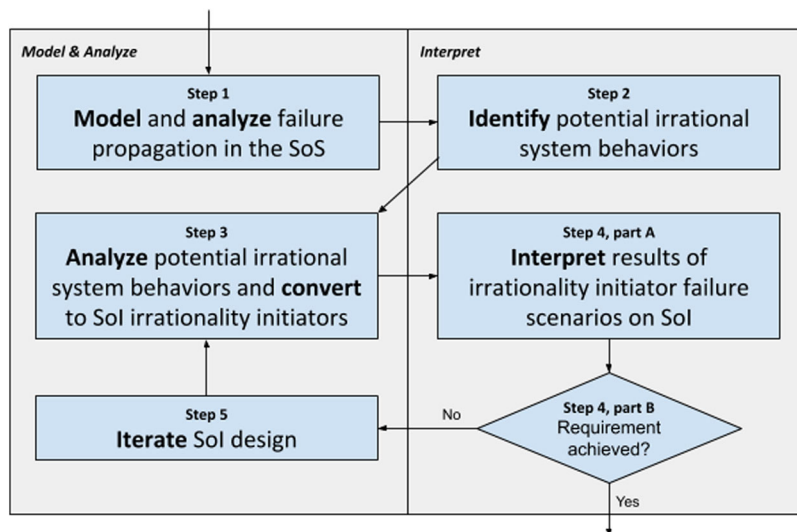 Model & Analyze
Interpret
Step 1
Model and analyze failure
propagation in the SoS
Step 2
Identify potential irrational
system behaviors
Step 3
Analyze potential irrational
system behaviors and convert
to SoI irrationality initiators
Step 4, part A
Interpret results of
irrationality initiator failure
scenarios on SoI
Step 4, part B
Requirement
achieved?
No
Step 5
Iterate SoI design
Yes